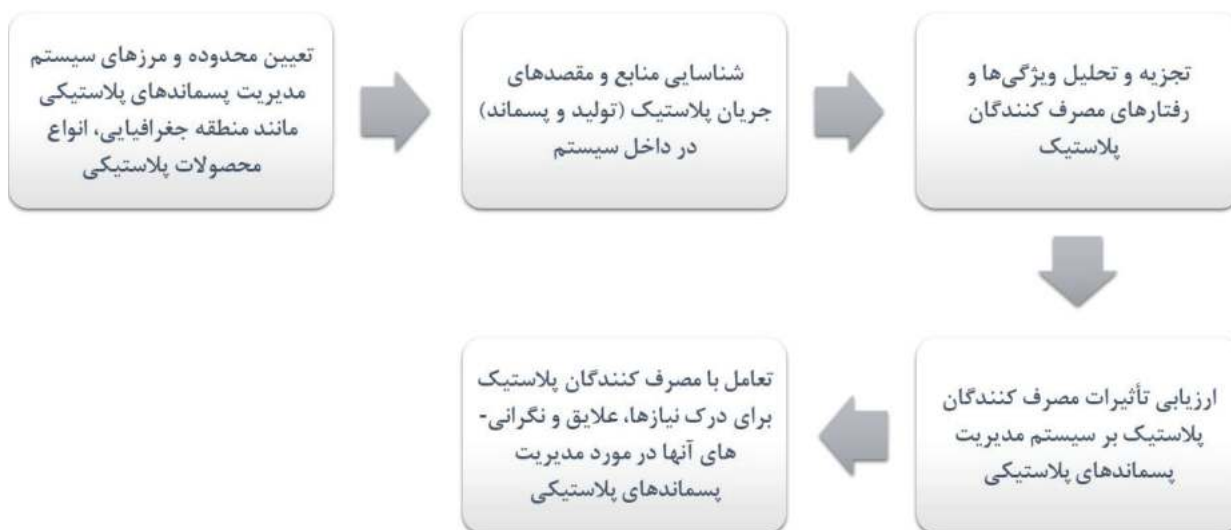 تعیین محدوده و مرزهای سیستم
مدیریت پسماندهای پلاستیکی
مانند منطقه جغرافیایی، انواع
محصولات پلاستیکی
شناسایی منابع و مقصدهای
جریان پلاستیک (تولید و پسماند)
در داخل سیستم
تجزیه و تحلیل ویژگی‌ها و
رفتارهای مصرف کنندگان
پلاستیک
ارزیابی تأثیرات مصرف کنندگان
پلاستیک بر سیستم مدیریت
پسماندهای پلاستیکی
تعامل با مصرف کنندگان پلاستیک
برای درک نیازها، علایق و نگرانی-
های آنها در مورد مدیریت
پسماندهای پلاستیکی